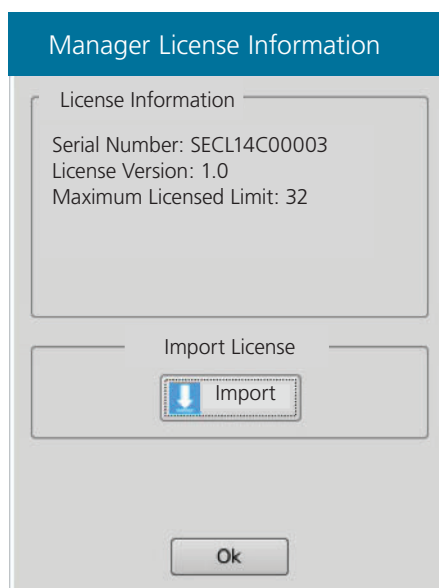 Manager License Information
License Information
Serial Number: SECL14C00003
License Version: 1.0
Maximum Licensed Limit: 32
Import License
Import
Ok